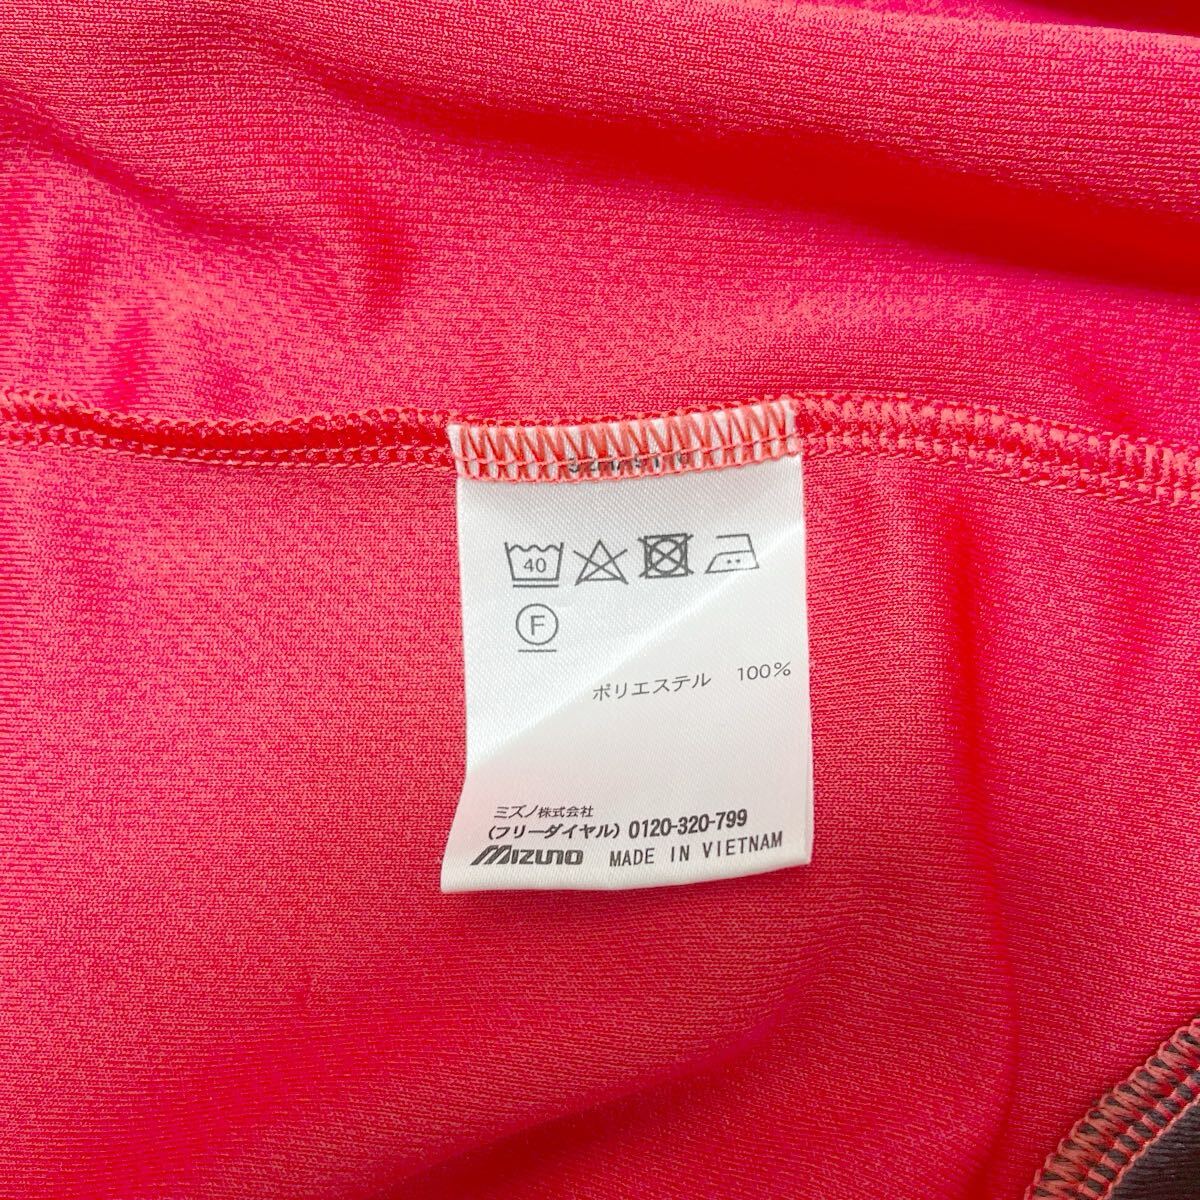 40
F
ポリエステル 100%
ミズノ株式会社
(フリーダイヤル) 0120-320-799
MIZUNO MADE IN VIETNAM